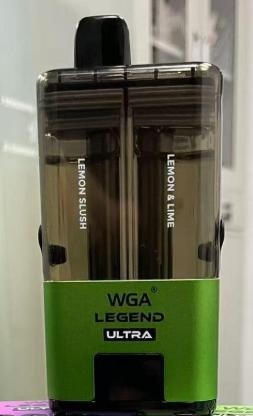 LEMON SLUSH
LEMON & LIME
WGA®
LEGEND
ULTRA